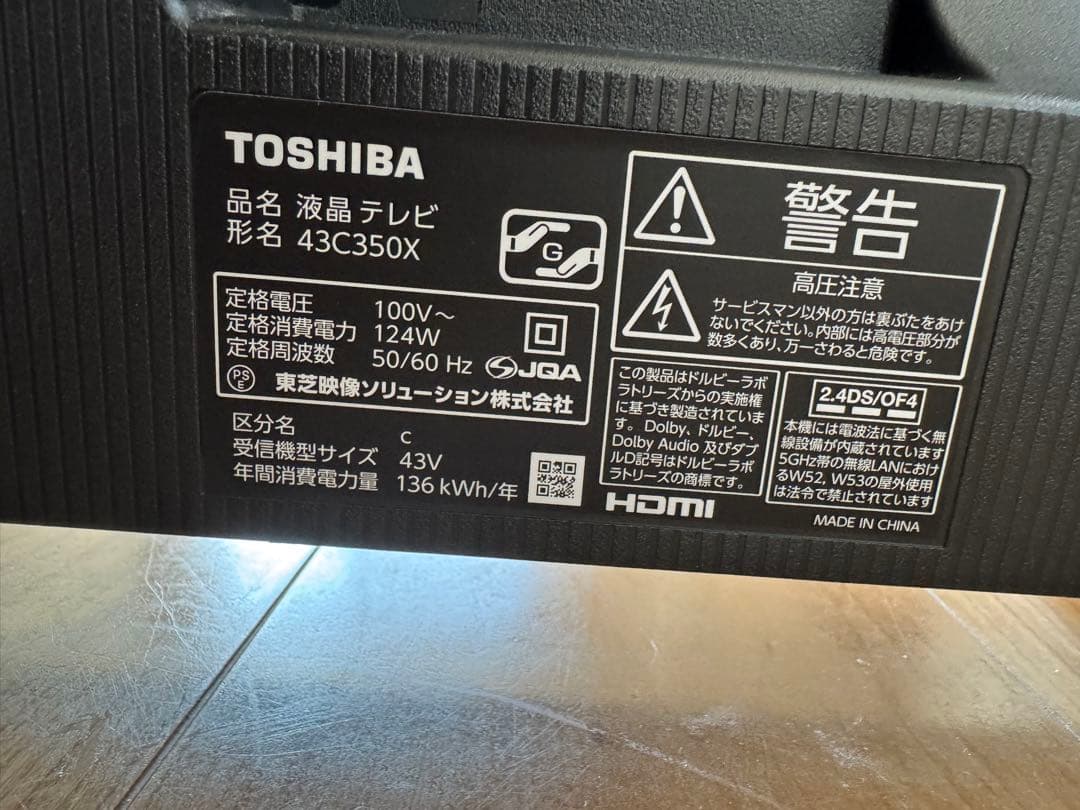 TOSHIBA
品名 液晶テレビ
形名 43C350X
G
定格電圧 100V～
定格消費電力 124W
定格周波数 50/60 Hz
JQA
PS
E
東芝映像ソリューション株式会社
区分名 C
受信機型サイズ 43V
年間消費電力量 136 kWh/年
警告
高圧注意
サービスマン以外の方は裏ぶたをあけ
ないでください。内部には高電圧部分が
数多くあり、万一さわると危険です。
この製品はドルビーラボ
ラトリーズからの実施権
に基づき製造されていま
す。Dolby、ドルビー、
Dolby Audio 及びダブ
ルD記号はドルビーラボ
ラトリーズの商標です。
2.4DS/OF4
本機には電波法に基づく無
線設備が内蔵されています
5GHz帯の無線LANにおけ
るW52, W53の屋外使用
は法令で禁止されています
HDMI
MADE IN CHINA